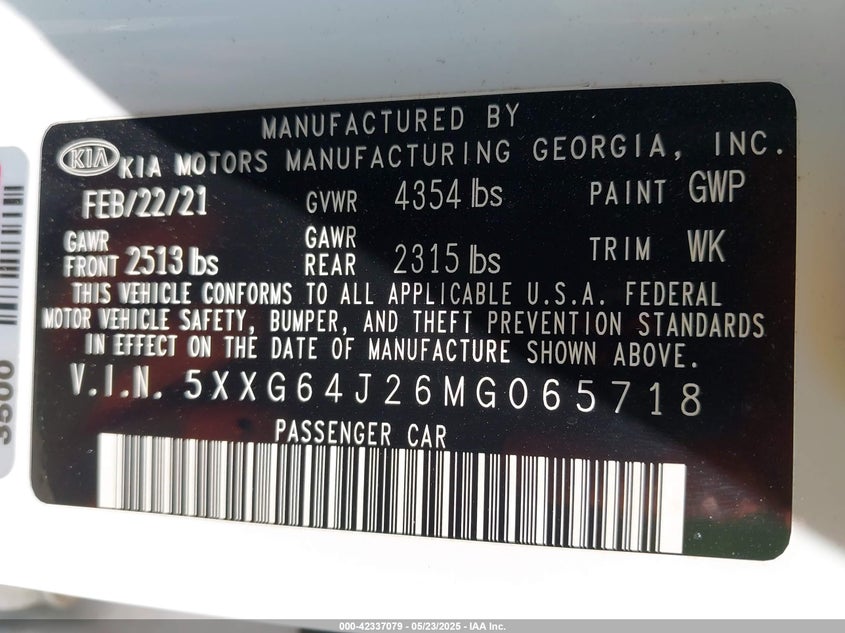 MANUFACTURED BY
KIA KIA MOTORS MANUFACTURING GEORGIA, INC.
FEB/22/21 GVWR 4354 lbs PAINT GWP
GAWR FRONT 2513 lbs GAWR REAR 2315 lbs TRIM WK
THIS VEHICLE CONFORMS TO ALL APPLICABLE U.S.A. FEDERAL
MOTOR VEHICLE SAFETY, BUMPER, AND THEFT PREVENTION STANDARDS
IN EFFECT ON THE DATE OF MANUFACTURE SHOWN ABOVE.
V.I.N. 5XXG64J26MG065718
PASSENGER CAR
3500
000-42337079 - 05/23/2025 - IAA Inc.